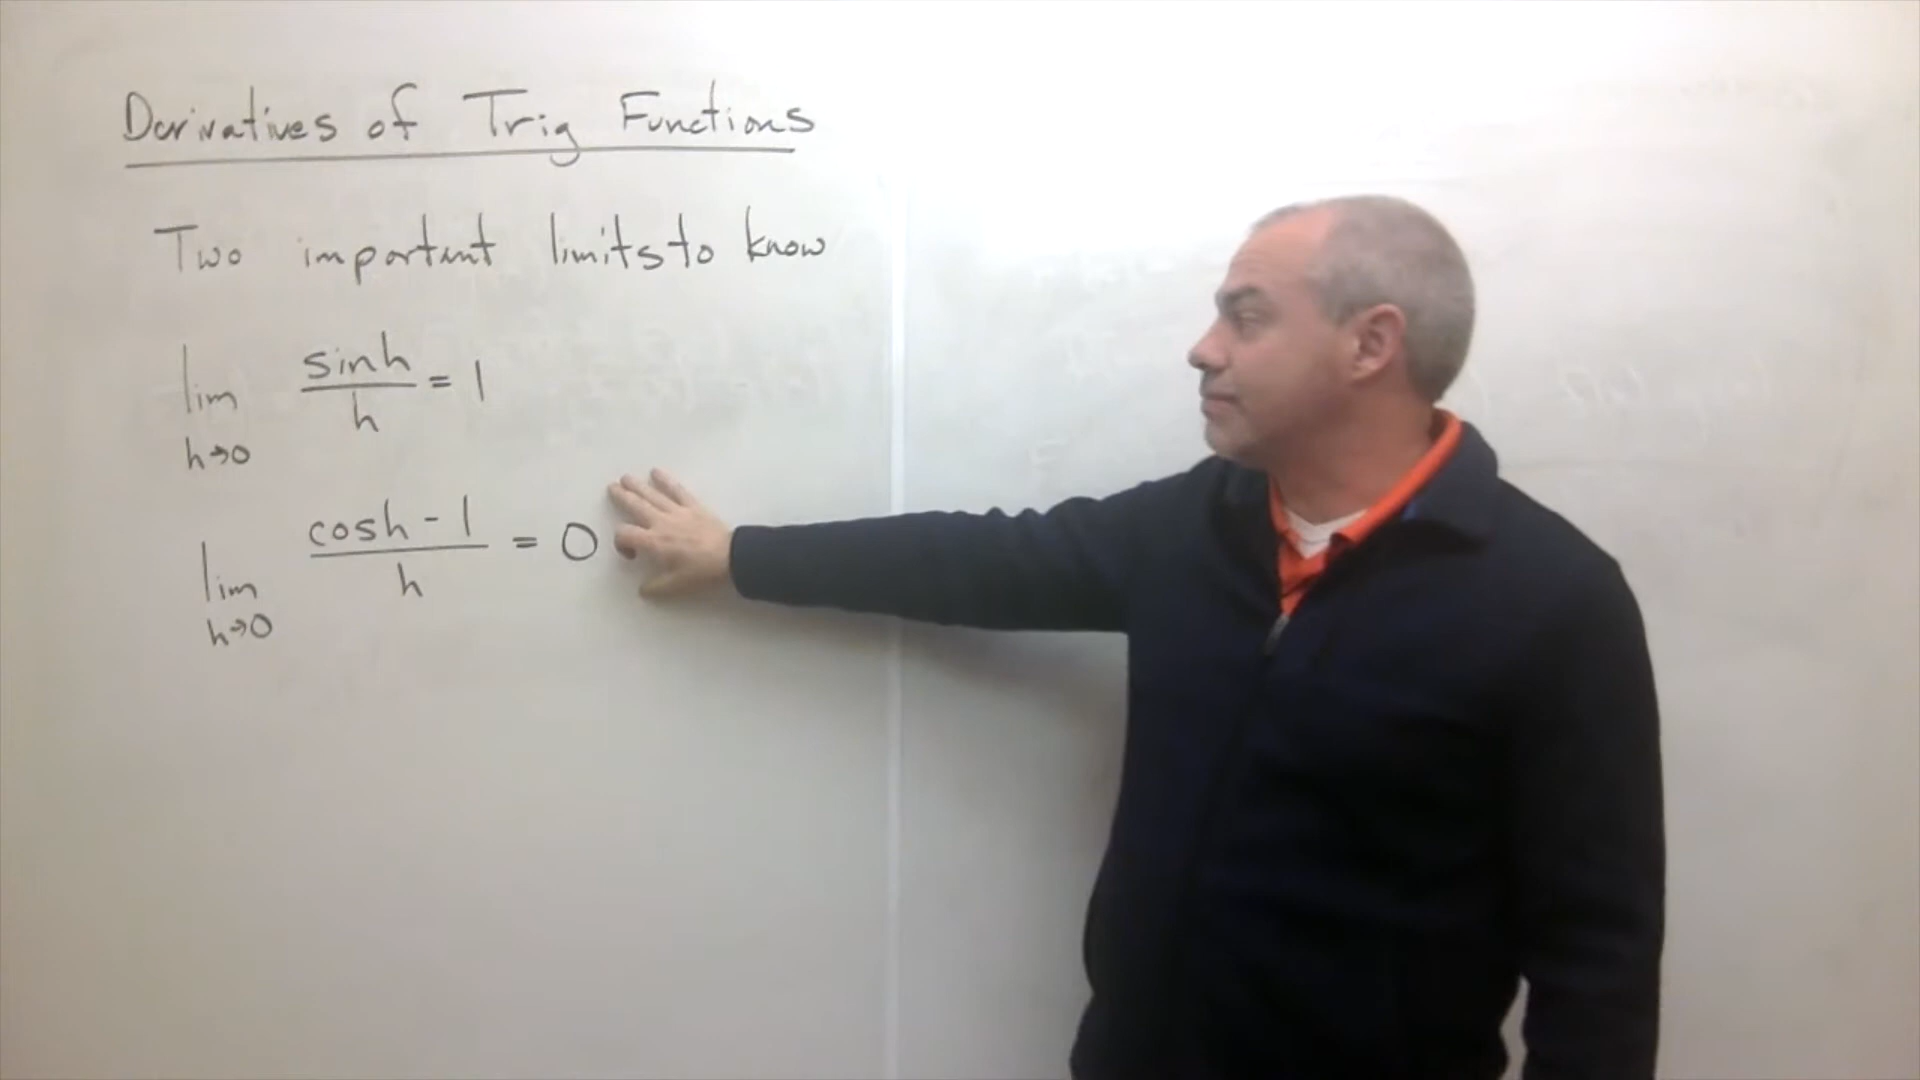 Derivatives of Trig Functions
Two important limits to know
lim h→0 sinh/h = 1
lim h→0 cosh - 1/h = 0